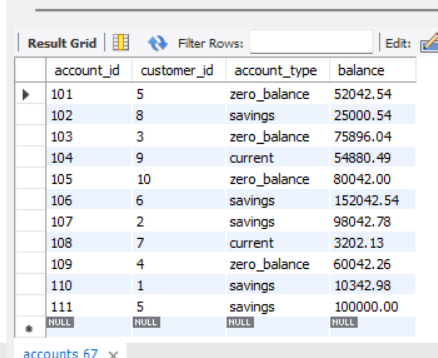 Result Grid Filter Rows: Edit:
account_id customer_id account_type balance
101 5 zero_balance 52042.54
102 8 savings 25000.54
103 3 zero_balance 75896.04
104 9 current 54880.49
105 10 zero_balance 80042.00
106 6 savings 152042.54
107 2 savings 98042.78
108 7 current 3202.13
109 4 zero_balance 60042.26
110 1 savings 10342.98
111 5 savings 100000.00
NULL NULL NULL NULL
accounts 67 ×